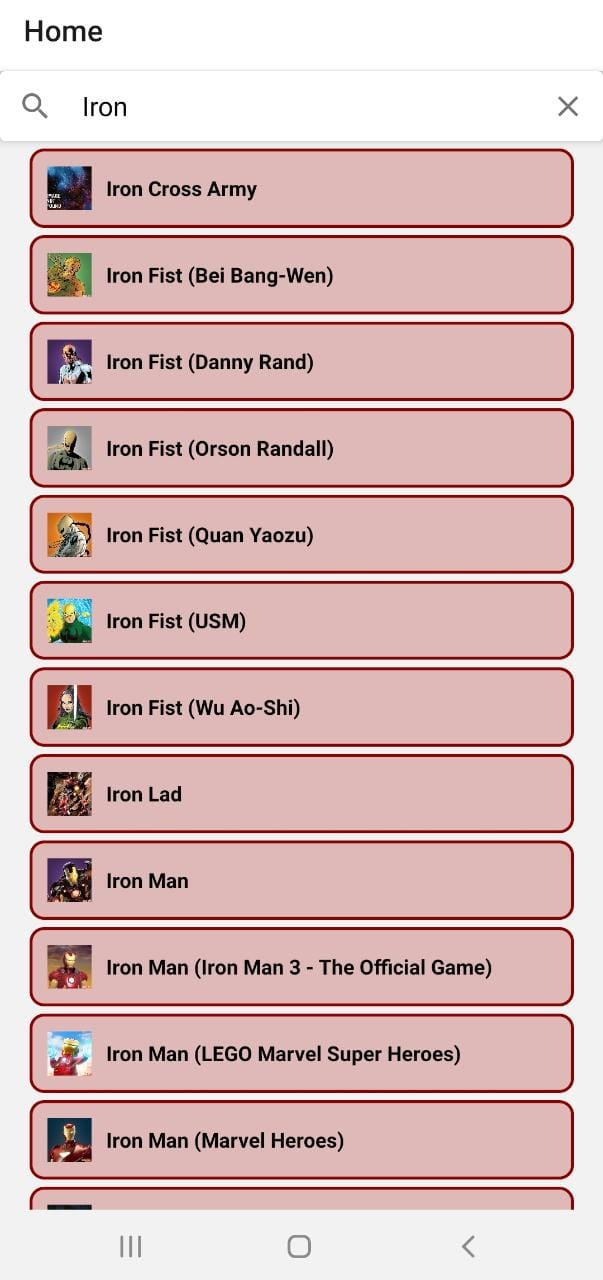 Home
Iron
Iron Cross Army
Iron Fist (Bei Bang-Wen)
Iron Fist (Danny Rand)
Iron Fist (Orson Randall)
Iron Fist (Quan Yaozu)
Iron Fist (USM)
Iron Fist (Wu Ao-Shi)
Iron Lad
Iron Man
Iron Man (Iron Man 3 - The Official Game)
Iron Man (LEGO Marvel Super Heroes)
Iron Man (Marvel Heroes)